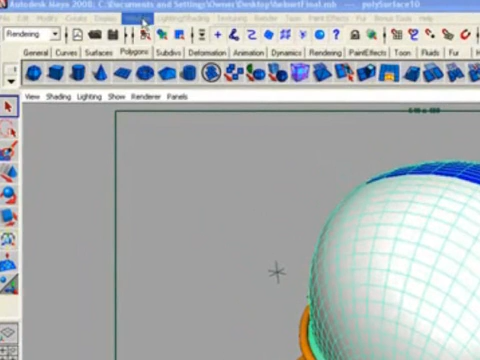 Autodesk Maya 2008: C:\Documents and Settings\Owner\Desktop\HelmetFinal.mb --- polySurface10
File Edit Modify Create Display Window Lighting/Shading Texturing Render Toon Paint Effects Fur Bonus Tools Help
Rendering
General Curves Surfaces Polygons Subdivs Deformation Animation Dynamics Rendering PaintEffects Toon Fluids Fur
View Shading Lighting Show Renderer Panels